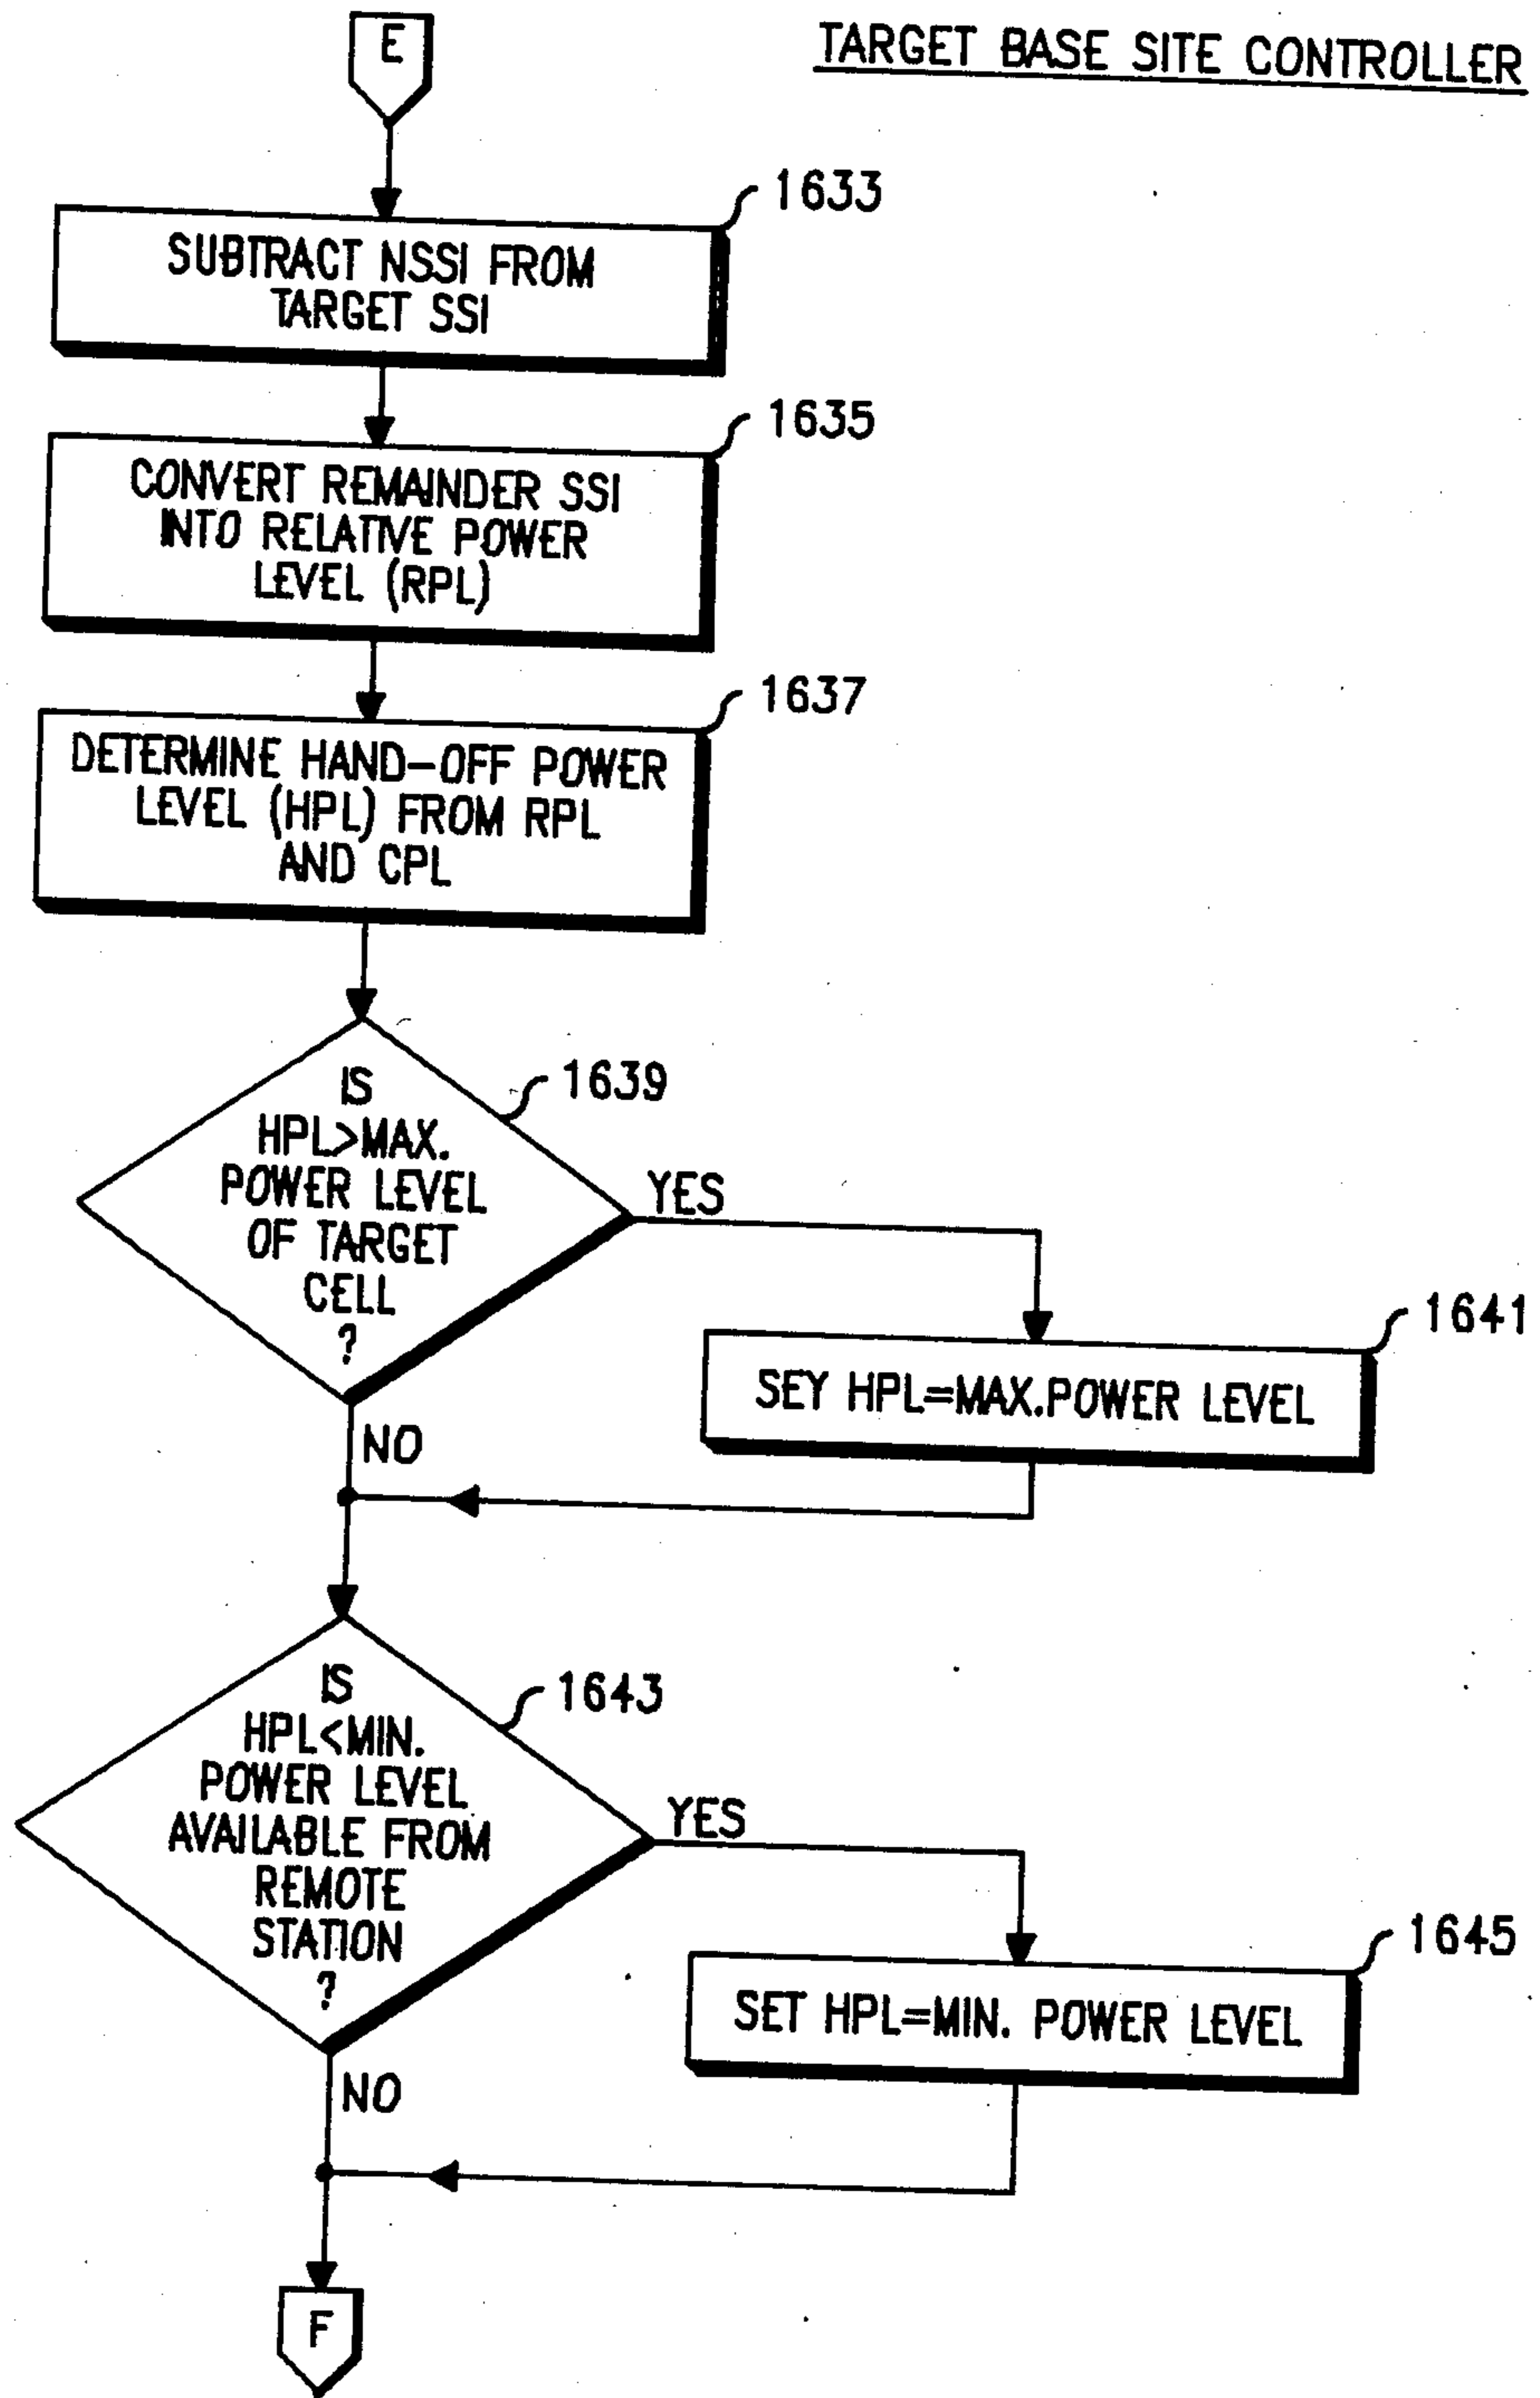 E
TARGET BASE SITE CONTROLLER
1633
SUBTRACT NSSI FROM
TARGET SSI
1635
CONVERT REMAINDER SSI
INTO RELATIVE POWER
LEVEL (RPL)
1637
DETERMINE HAND-OFF POWER
LEVEL (HPL) FROM RPL
AND CPL
1639
IS
HPL>MAX.
POWER LEVEL
OF TARGET
CELL
?
YES
1641
SEY HPL=MAX.POWER LEVEL
NO
1643
IS
HPL<MIN.
POWER LEVEL
AVAILABLE FROM
REMOTE
STATION
?
YES
1645
SET HPL=MIN. POWER LEVEL
NO
F